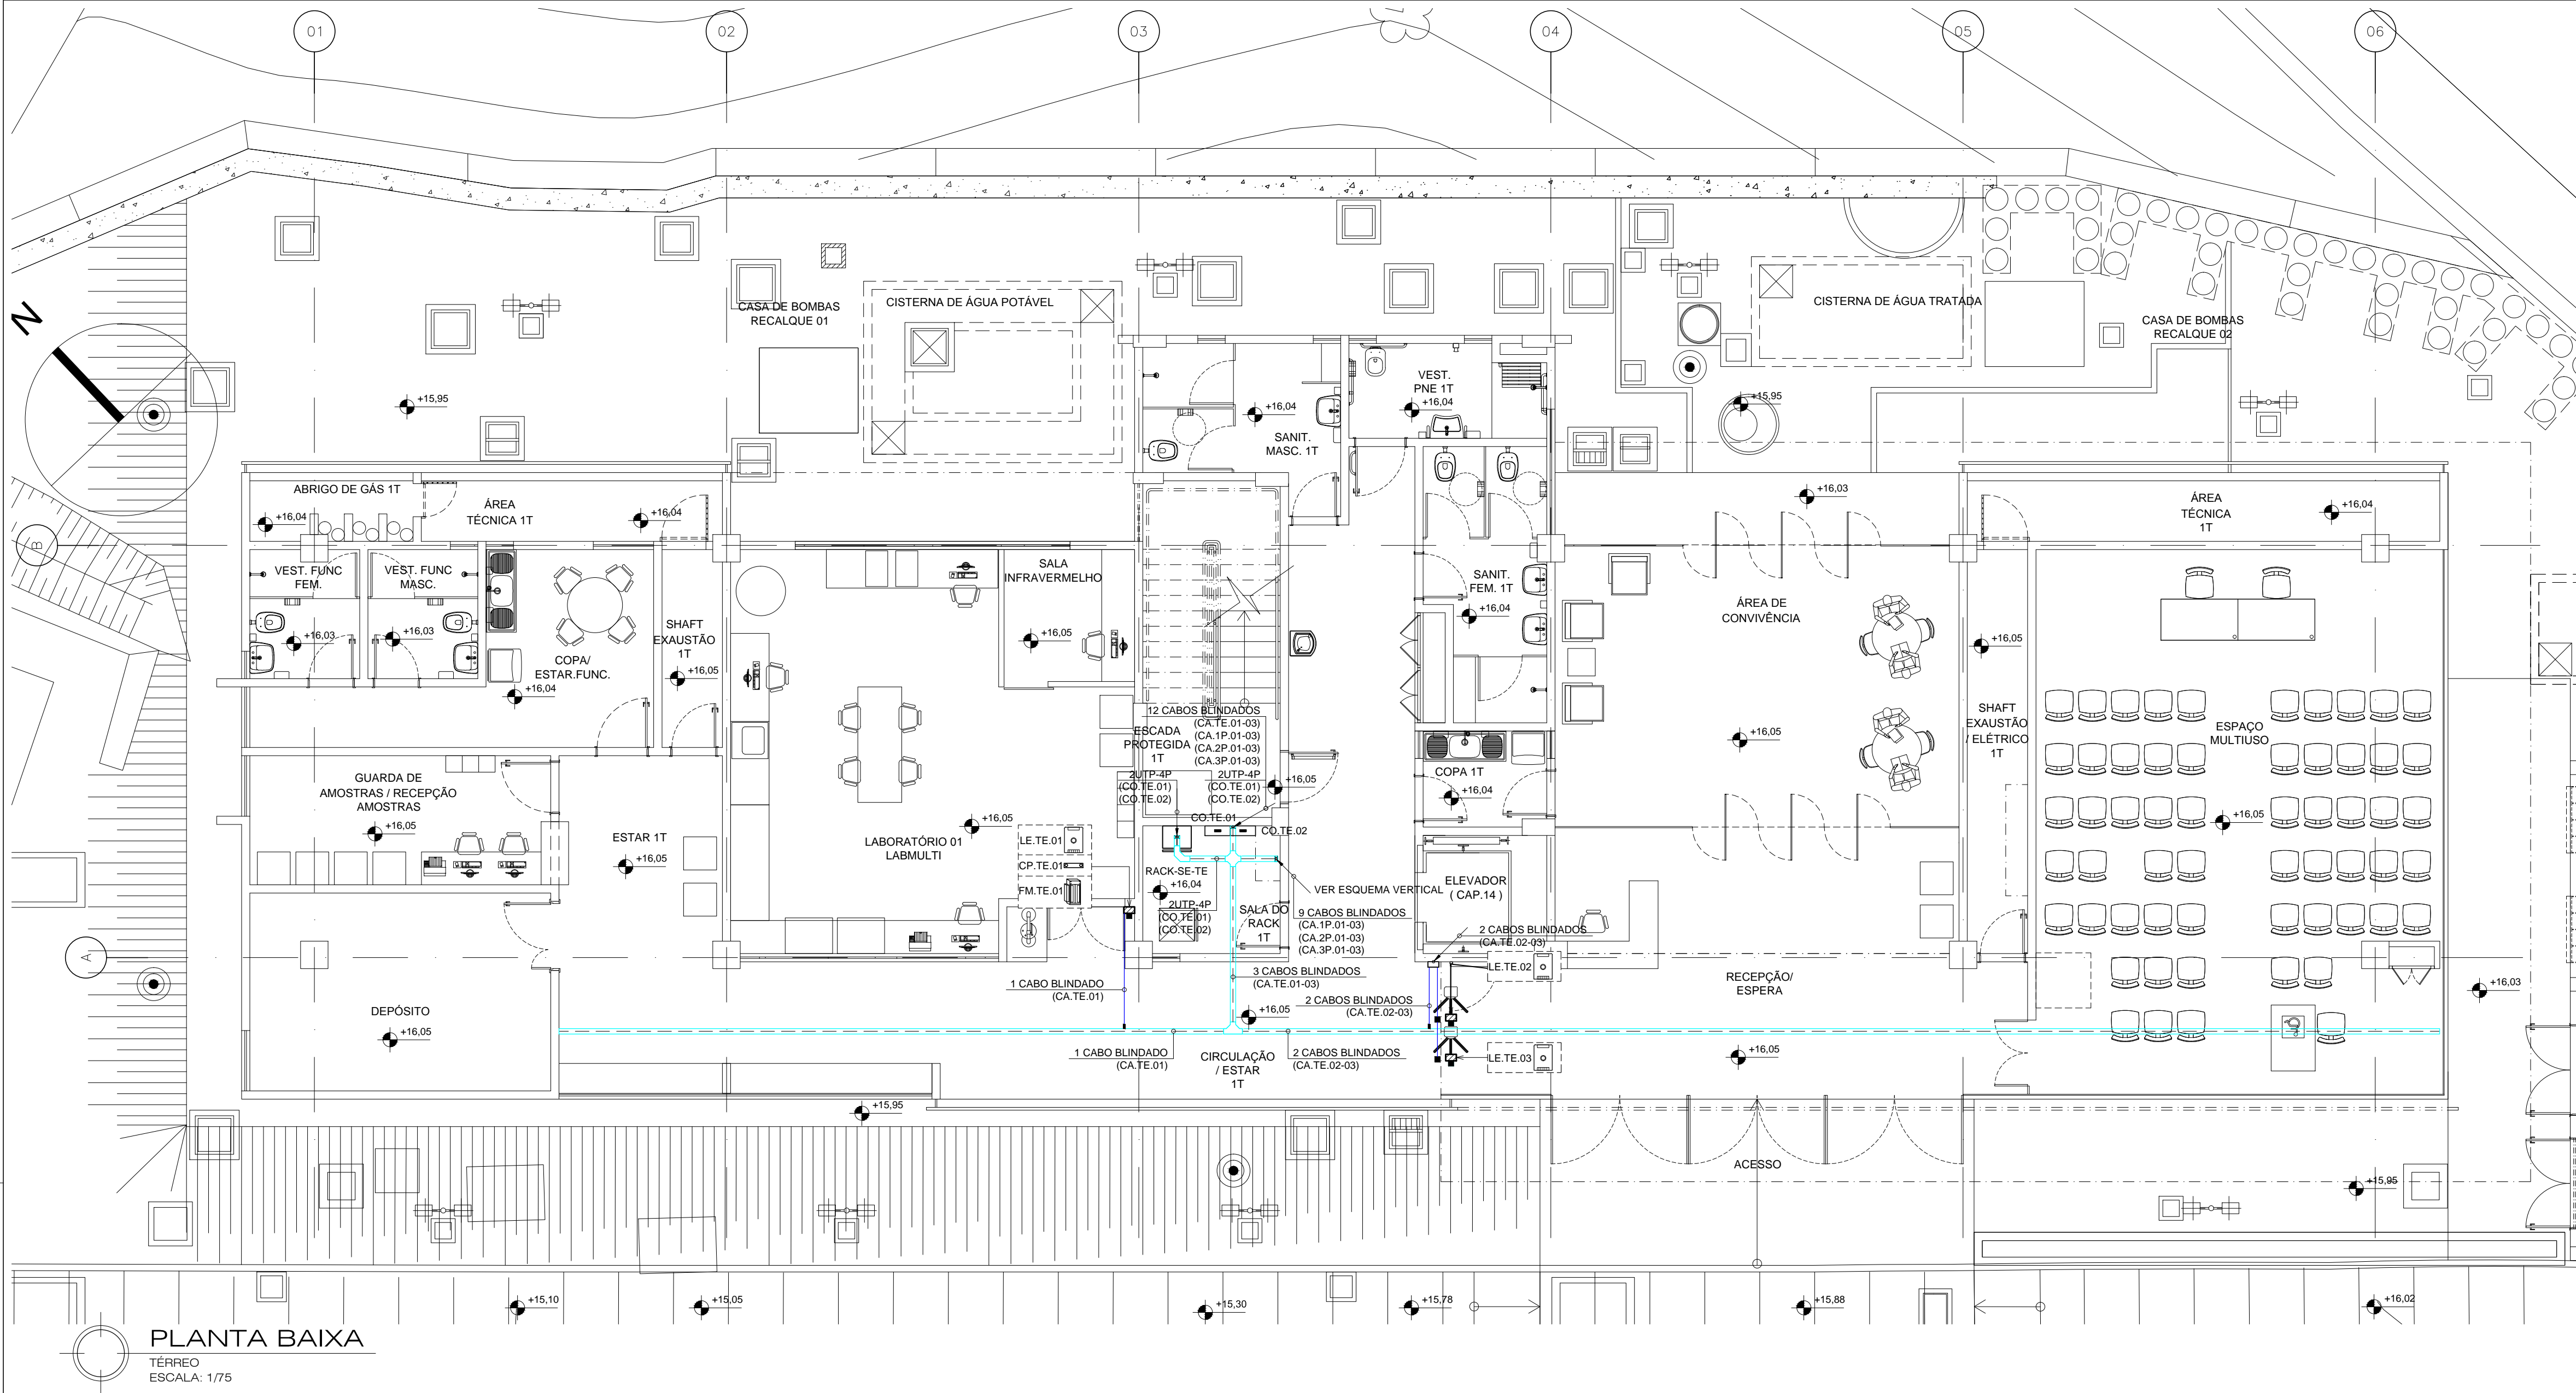 01
02
03
04
05
06
N
B
A
CASA DE BOMBAS
RECALQUE 01
CISTERNA DE ÁGUA POTÁVEL
CISTERNA DE ÁGUA TRATADA
CASA DE BOMBAS
RECALQUE 02
+15,95
+15,95
VEST.
PNE 1T
+16,04
+16,04
SANIT.
MASC. 1T
ABRIGO DE GÁS 1T
+16,04
ÁREA
TÉCNICA 1T
+16,04
+16,03
ÁREA
TÉCNICA
1T
+16,04
VEST. FUNC
FEM.
+16,03
VEST. FUNC
MASC.
+16,03
COPA/
ESTAR.FUNC.
+16,04
SHAFT
EXAUSTÃO
1T
+16,05
SALA
INFRAVERMELHO
+16,05
SANIT.
FEM. 1T
+16,04
ÁREA DE
CONVIVÊNCIA
+16,05
+16,05
SHAFT
EXAUSTÃO
/ ELÉTRICO
1T
ESPAÇO
MULTIUSO
+16,05
12 CABOS BLINDADOS
(CA.TE.01-03)
(CA.1P.01-03)
(CA.2P.01-03)
(CA.3P.01-03)
ESCADA
PROTEGIDA
1T
2UTP-4P
(CO.TE.01)
(CO.TE.02)
2UTP-4P
(CO.TE.01)
(CO.TE.02)
+16,05
COPA 1T
+16,04
GUARDA DE
AMOSTRAS / RECEPÇÃO
AMOSTRAS
+16,05
ESTAR 1T
+16,05
LABORATÓRIO 01
LABMULTI
+16,05
LE.TE.01
CP.TE.01
FM.TE.01
CO.TE.01
CO.TE.02
RACK-SE-TE
+16,04
2UTP-4P
(CO.TE.01)
(CO.TE.02)
SALA DO
RACK
1T
VER ESQUEMA VERTICAL
9 CABOS BLINDADOS
(CA.1P.01-03)
(CA.2P.01-03)
(CA.3P.01-03)
ELEVADOR
( CAP.14 )
2 CABOS BLINDADOS
(CA.TE.02-03)
LE.TE.02
3 CABOS BLINDADOS
(CA.TE.01-03)
1 CABO BLINDADO
(CA.TE.01)
2 CABOS BLINDADOS
(CA.TE.02-03)
+16,05
RECEPÇÃO/
ESPERA
+16,03
DEPÓSITO
+16,05
1 CABO BLINDADO
(CA.TE.01)
CIRCULAÇÃO
/ ESTAR
1T
2 CABOS BLINDADOS
(CA.TE.02-03)
LE.TE.03
+16,05
+15,95
ACESSO
+15,95
+15,10
+15,05
+15,30
+15,78
+15,88
+16,02
PLANTA BAIXA
TÉRREO
ESCALA: 1/75